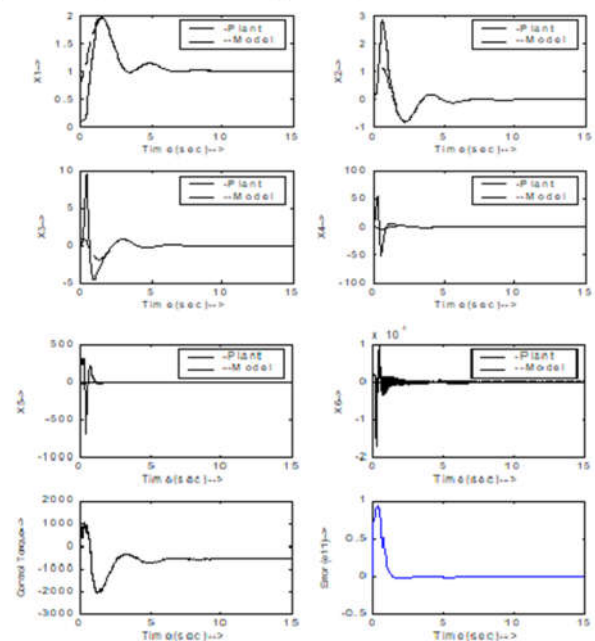 2
1.5
1
0.5
0
X1-->
-Plant
--Model
0 5 10 15
Time(sec)-->
3
2
1
0
-1
X2-->
-Plant
--Model
0 5 10 15
Time(sec)-->
10
5
0
-5
X3-->
-Plant
--Model
0 5 10 15
Time(sec)-->
100
50
0
-50
-100
X4-->
-Plant
--Model
0 5 10 15
Time(sec)-->
500
0
-500
-1000
X5-->
-Plant
--Model
0 5 10 15
Time(sec)-->
x 10
1
0
-1
-2
X6-->
-Plant
--Model
0 5 10 15
Time(sec)-->
2000
1000
0
-1000
-2000
-3000
Control Torque-->
0 5 10 15
Time(sec)-->
1
0.5
0
-0.5
Error(e11)-->
0 5 10 15
Time(sec)-->